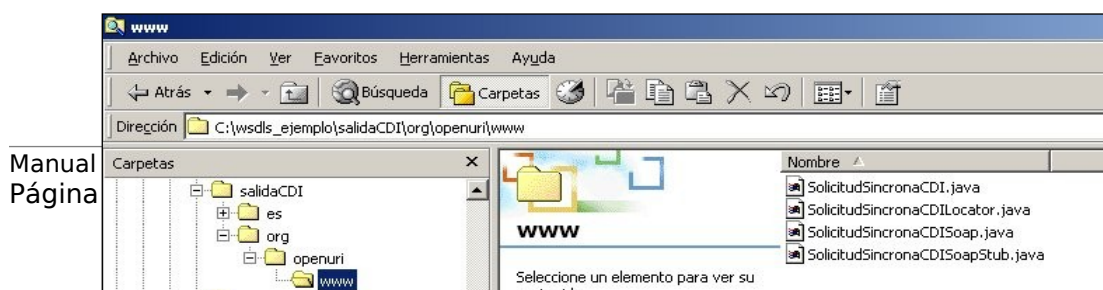 www
Archivo Edición Ver Favoritos Herramientas Ayuda
Atrás Búsqueda Carpetas
Dirección C:\wsdls_ejemplo\salidaCDI\org\openuri\www
Manual
Página
Carpetas
salidaCDI
es
org
openuri
www
www
Seleccione un elemento para ver su
Nombre
SolicitudSincronaCDI.java
SolicitudSincronaCDILocator.java
SolicitudSincronaCDISoap.java
SolicitudSincronaCDISoapStub.java